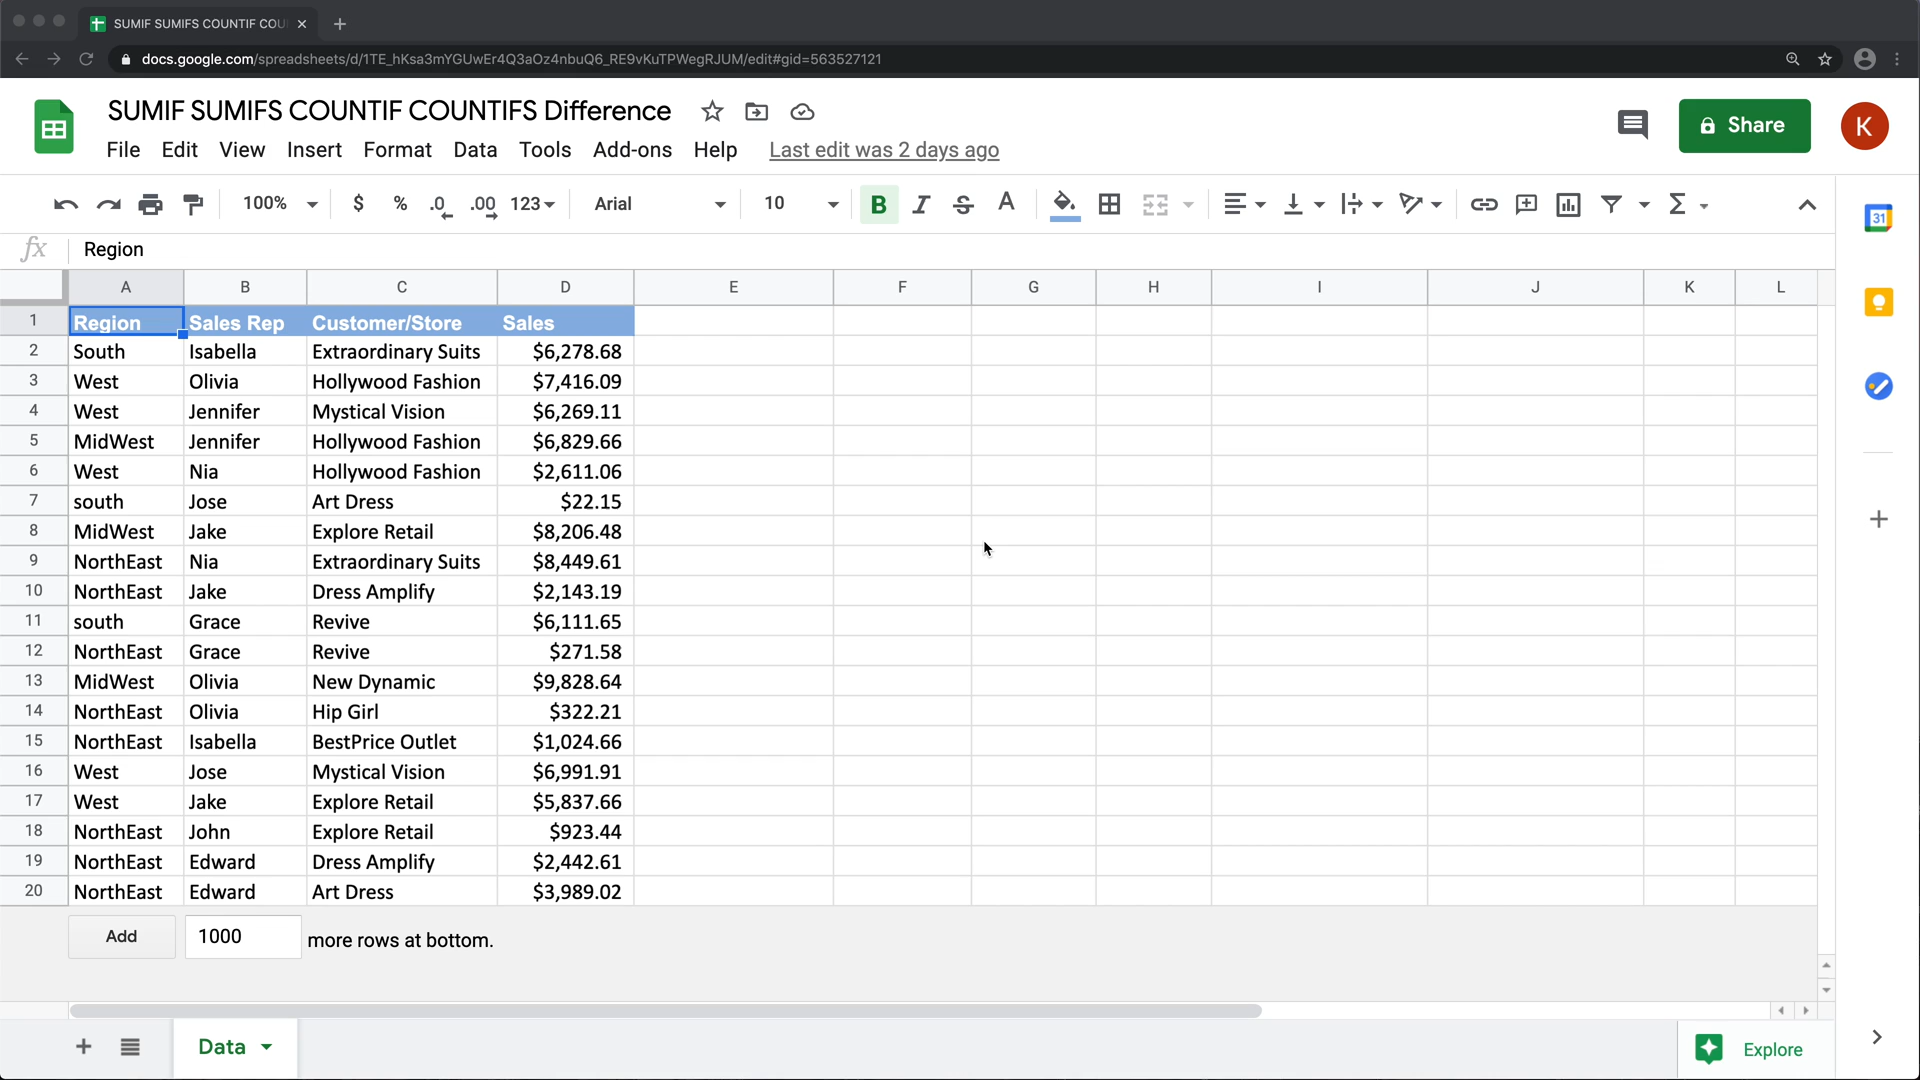 SUMIF SUMIFS COUNTIF COU
docs.google.com/spreadsheets/d/1TE_hKsa3mYGUwEr4Q3aOz4nbuQ6_RE9vKuTPWegRJUM/edit#gid=563527121
SUMIF SUMIFS COUNTIF COUNTIFS Difference
Share
K
File Edit View Insert Format Data Tools Add-ons Help Last edit was 2 days ago
100% $ % .0 .00 123 Arial 10 B I S A Σ
31
fx Region
A B C D E F G H I J K L
1 Region Sales Rep Customer/Store Sales
2 South Isabella Extraordinary Suits $6,278.68
3 West Olivia Hollywood Fashion $7,416.09
4 West Jennifer Mystical Vision $6,269.11
5 MidWest Jennifer Hollywood Fashion $6,829.66
6 West Nia Hollywood Fashion $2,611.06
7 south Jose Art Dress $22.15
8 MidWest Jake Explore Retail $8,206.48
9 NorthEast Nia Extraordinary Suits $8,449.61
10 NorthEast Jake Dress Amplify $2,143.19
11 south Grace Revive $6,111.65
12 NorthEast Grace Revive $271.58
13 MidWest Olivia New Dynamic $9,828.64
14 NorthEast Olivia Hip Girl $322.21
15 NorthEast Isabella BestPrice Outlet $1,024.66
16 West Jose Mystical Vision $6,991.91
17 West Jake Explore Retail $5,837.66
18 NorthEast John Explore Retail $923.44
19 NorthEast Edward Dress Amplify $2,442.61
20 NorthEast Edward Art Dress $3,989.02
Add 1000 more rows at bottom.
Data
Explore